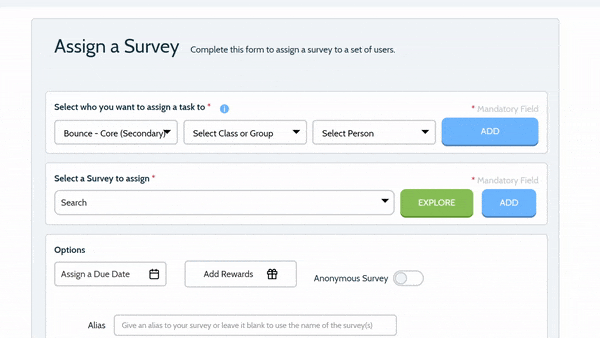 Assign a Survey Complete this form to assign a survey to a set of users.
Select who you want to assign a task to * i
* Mandatory Field
Bounce - Core (Secondary) Select Class or Group Select Person ADD
Select a Survey to assign *
* Mandatory Field
Search EXPLORE ADD
Options
Assign a Due Date Add Rewards Anonymous Survey
Alias Give an alias to your survey or leave it blank to use the name of the survey(s)